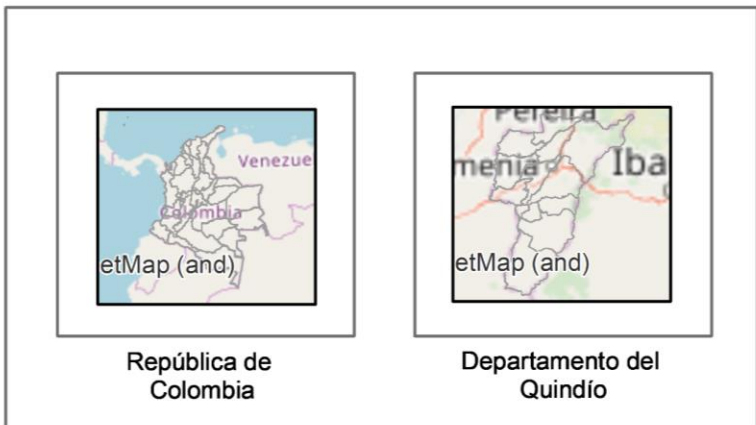 Venezue
Colombia
etMap (and)
República de
Colombia
Pereira
menia
Iba
etMap (and)
Departamento del
Quindío